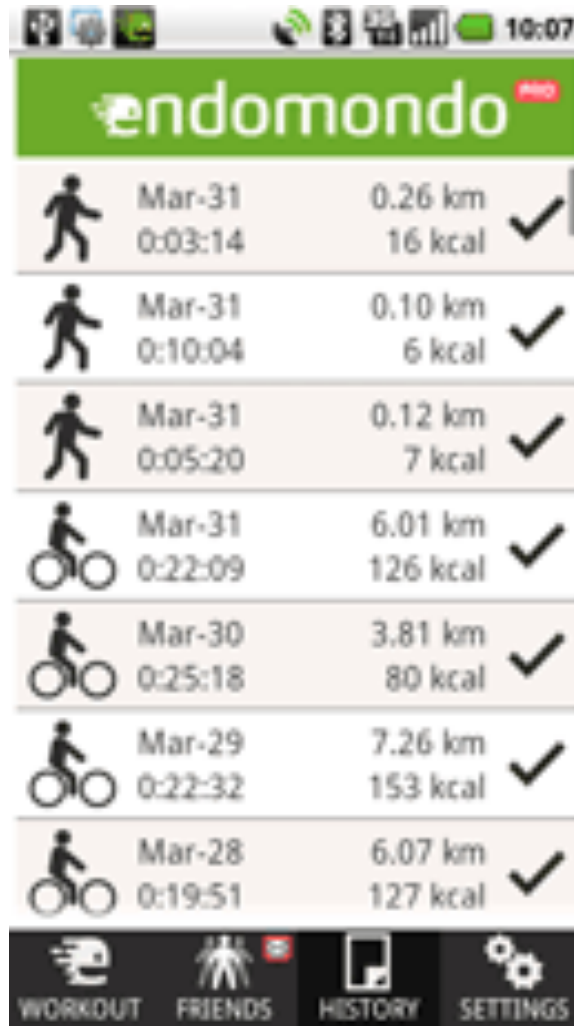 10:07
endomondo PRO
Mar-31 0.26 km
0:03:14 16 kcal
Mar-31 0.10 km
0:10:04 6 kcal
Mar-31 0.12 km
0:05:20 7 kcal
Mar-31 6.01 km
0:22:09 126 kcal
Mar-30 3.81 km
0:25:18 80 kcal
Mar-29 7.26 km
0:22:32 153 kcal
Mar-28 6.07 km
0:19:51 127 kcal
WORKOUT FRIENDS HISTORY SETTINGS